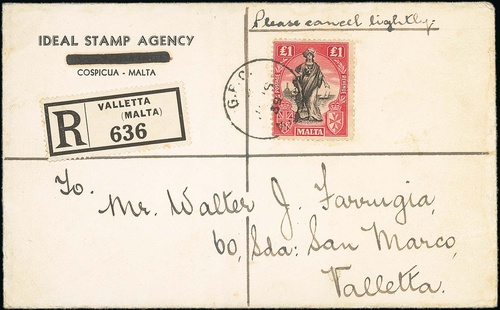 Please cancel lightly.
IDEAL STAMP AGENCY
COSPICUA - MALTA
£1 £1
MALTA
G.P.O.
R
VALLETTA
(MALTA)
636
To.
Mr. Walter J. Farrugia,
60, Sda: San Marco,
Valletta.